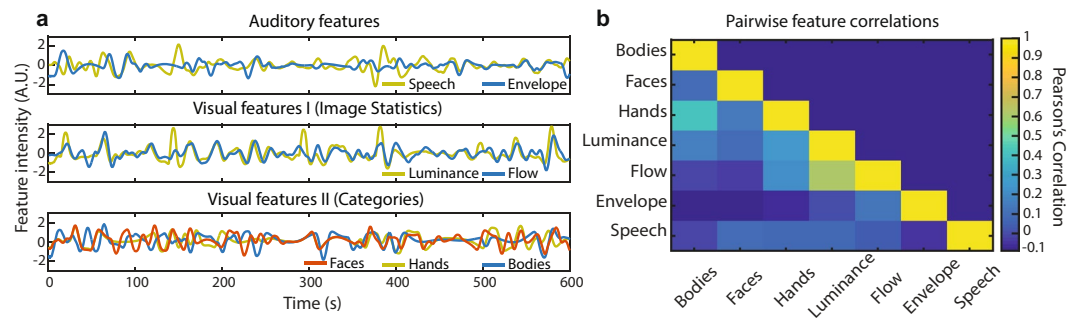 a
Auditory features
2
0
-2
Speech
Envelope
Visual features I (Image Statistics)
2
0
-2
Luminance
Flow
Visual features II (Categories)
2
0
-2
Faces
Hands
Bodies
0 100 200 300 400 500 600
Time (s)
Feature intensity (A.U.)
b
Pairwise feature correlations
Bodies
Faces
Hands
Luminance
Flow
Envelope
Speech
Bodies
Faces
Hands
Luminance
Flow
Envelope
Speech
1
0.9
0.8
0.7
0.6
0.5
0.4
0.3
0.2
0.1
0
-0.1
Pearson's Correlation